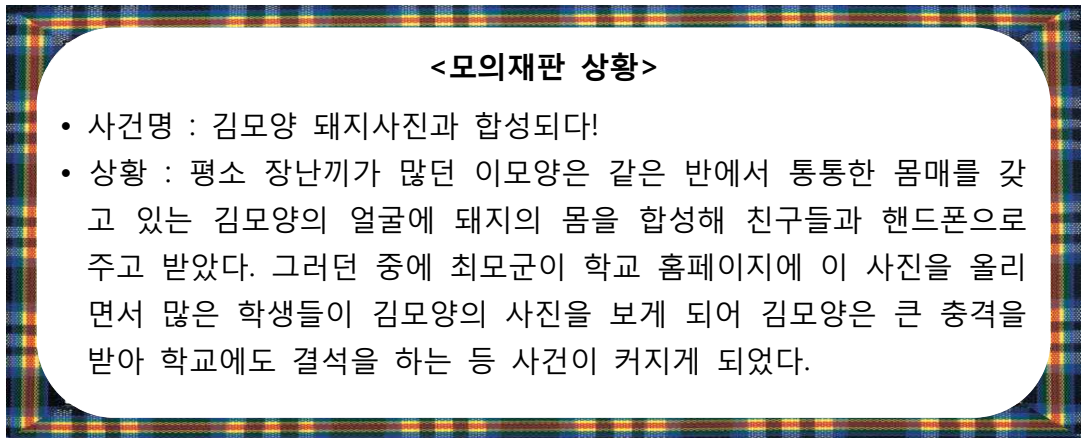 <모의재판 상황>
• 사건명 : 김모양 돼지사진과 합성되다!
• 상황 : 평소 장난끼가 많던 이모양은 같은 반에서 통통한 몸매를 갖
고 있는 김모양의 얼굴에 돼지의 몸을 합성해 친구들과 핸드폰으로
주고 받았다. 그러던 중에 최모군이 학교 홈페이지에 이 사진을 올리
면서 많은 학생들이 김모양의 사진을 보게 되어 김모양은 큰 충격을
받아 학교에도 결석을 하는 등 사건이 커지게 되었다.